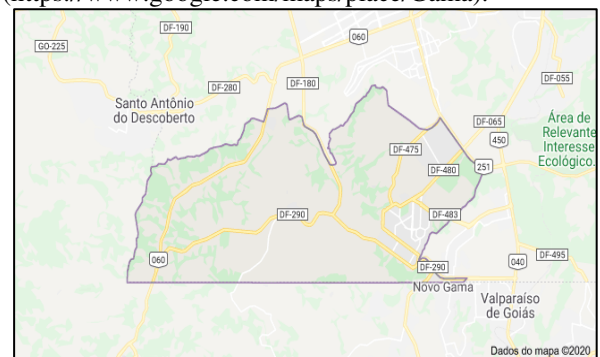 (https://www.google.com/maps/place/Gama).
DF-190
GO-225
060
DF-280
DF-180
DF-055
Santo Antônio
do Descoberto
DF-065
Área de
Relevante
Interesse
Ecológico...
450
DF-475
DF-480
251
DF-290
DF-483
060
DF-290
040
DF-495
Novo Gama
Valparaíso
de Goiás
Dados do mapa ©2020